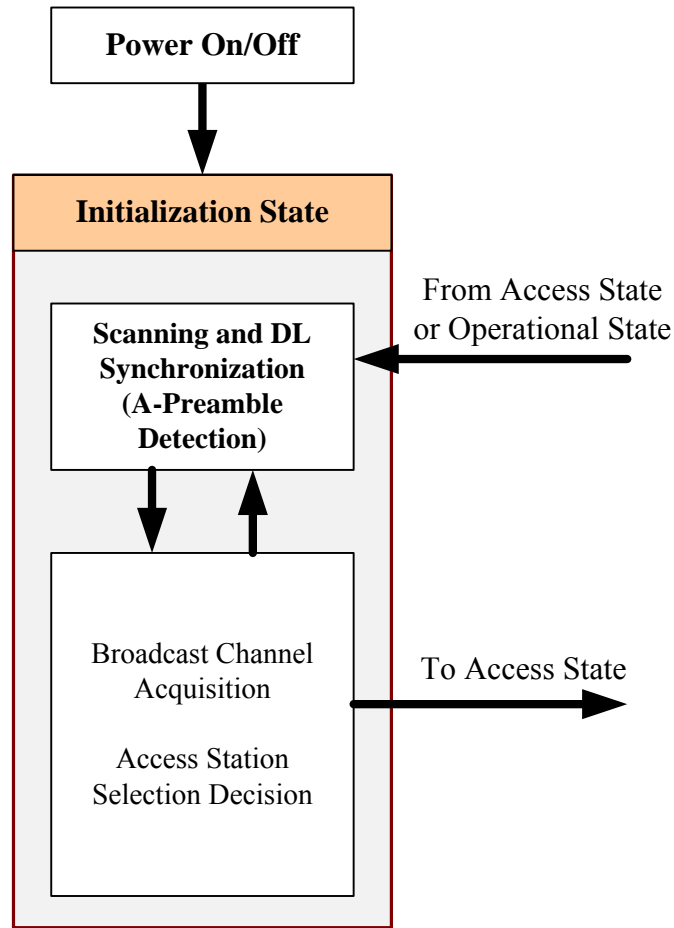 Power On/Off
Initialization State
From Access State
or Operational State
Scanning and DL
Synchronization
(A-Preamble
Detection)
Broadcast Channel
Acquisition
To Access State
Access Station
Selection Decision